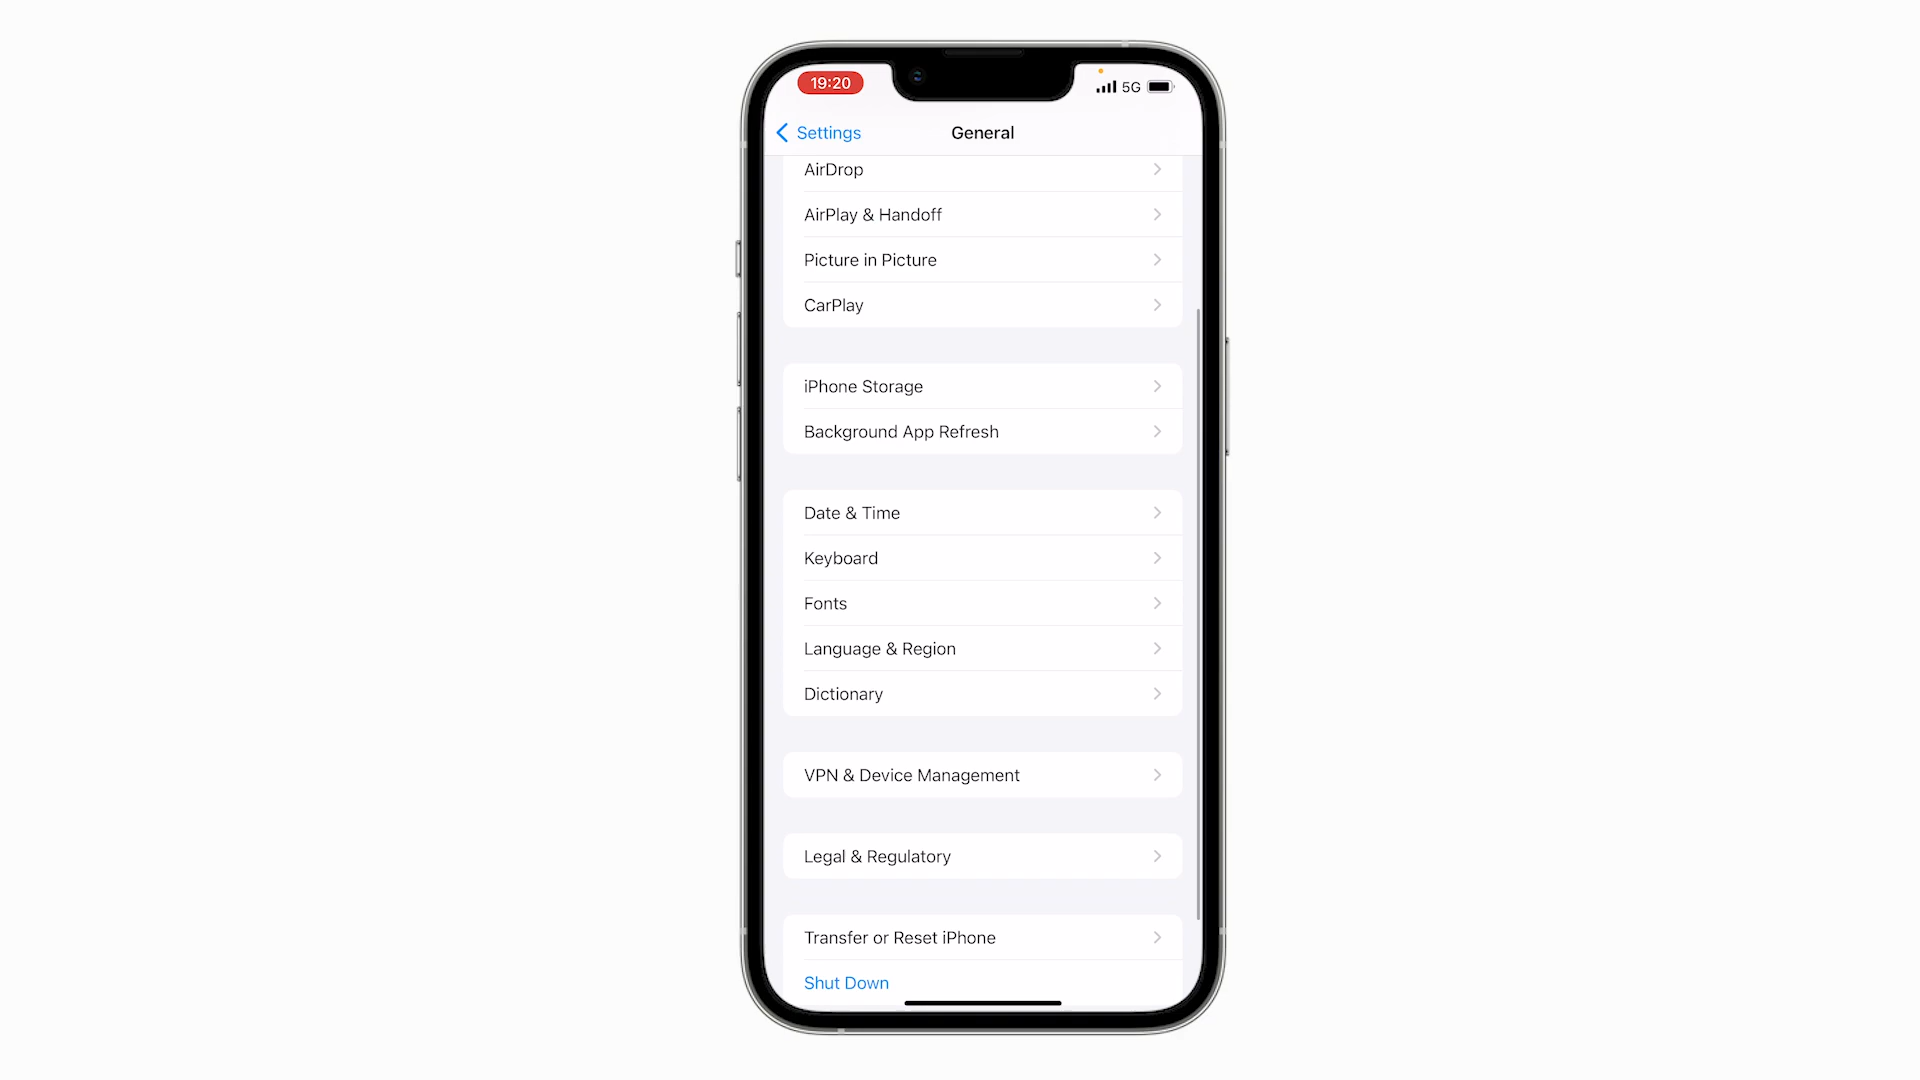 19:20
5G
Settings
General
AirDrop
AirPlay & Handoff
Picture in Picture
CarPlay
iPhone Storage
Background App Refresh
Date & Time
Keyboard
Fonts
Language & Region
Dictionary
VPN & Device Management
Legal & Regulatory
Transfer or Reset iPhone
Shut Down